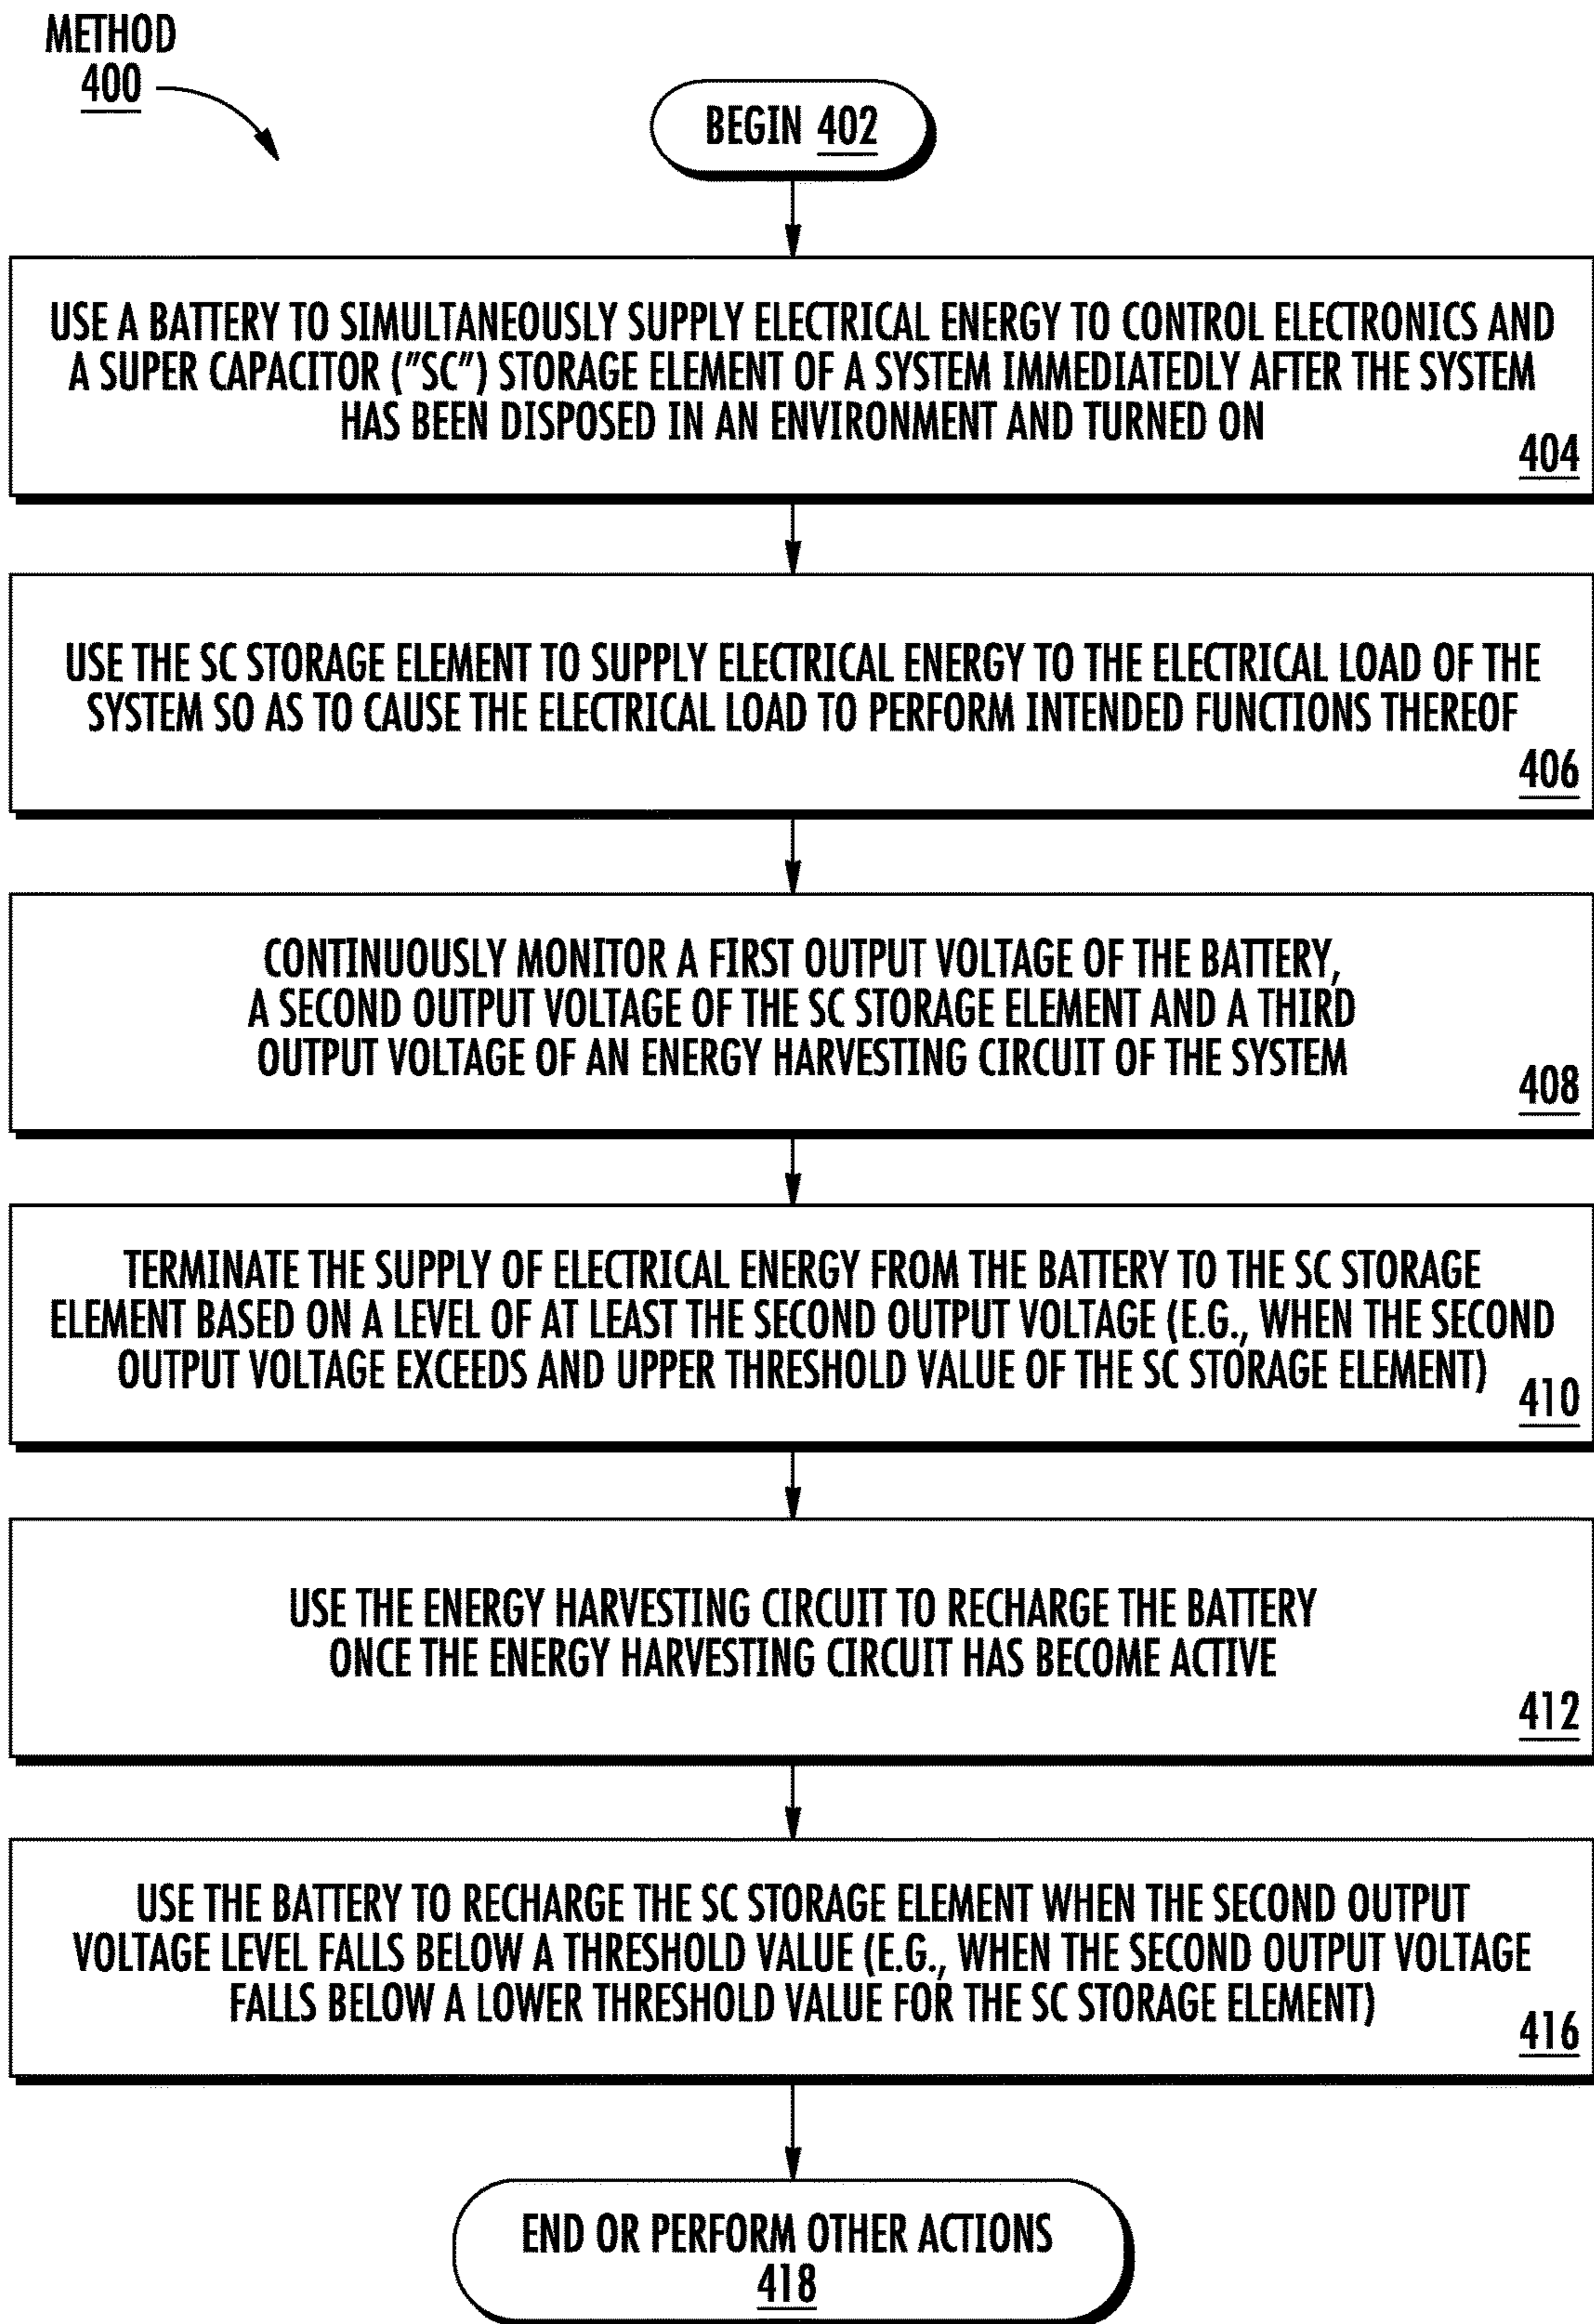 METHOD
400
BEGIN 402
USE A BATTERY TO SIMULTANEOUSLY SUPPLY ELECTRICAL ENERGY TO CONTROL ELECTRONICS AND
A SUPER CAPACITOR ("SC") STORAGE ELEMENT OF A SYSTEM IMMEDIATEDLY AFTER THE SYSTEM
HAS BEEN DISPOSED IN AN ENVIRONMENT AND TURNED ON
404
USE THE SC STORAGE ELEMENT TO SUPPLY ELECTRICAL ENERGY TO THE ELECTRICAL LOAD OF THE
SYSTEM SO AS TO CAUSE THE ELECTRICAL LOAD TO PERFORM INTENDED FUNCTIONS THEREOF
406
CONTINUOUSLY MONITOR A FIRST OUTPUT VOLTAGE OF THE BATTERY,
A SECOND OUTPUT VOLTAGE OF THE SC STORAGE ELEMENT AND A THIRD
OUTPUT VOLTAGE OF AN ENERGY HARVESTING CIRCUIT OF THE SYSTEM
408
TERMINATE THE SUPPLY OF ELECTRICAL ENERGY FROM THE BATTERY TO THE SC STORAGE
ELEMENT BASED ON A LEVEL OF AT LEAST THE SECOND OUTPUT VOLTAGE (E.G., WHEN THE SECOND
OUTPUT VOLTAGE EXCEEDS AND UPPER THRESHOLD VALUE OF THE SC STORAGE ELEMENT)
410
USE THE ENERGY HARVESTING CIRCUIT TO RECHARGE THE BATTERY
ONCE THE ENERGY HARVESTING CIRCUIT HAS BECOME ACTIVE
412
USE THE BATTERY TO RECHARGE THE SC STORAGE ELEMENT WHEN THE SECOND OUTPUT
VOLTAGE LEVEL FALLS BELOW A THRESHOLD VALUE (E.G., WHEN THE SECOND OUTPUT VOLTAGE
FALLS BELOW A LOWER THRESHOLD VALUE FOR THE SC STORAGE ELEMENT)
416
END OR PERFORM OTHER ACTIONS
418